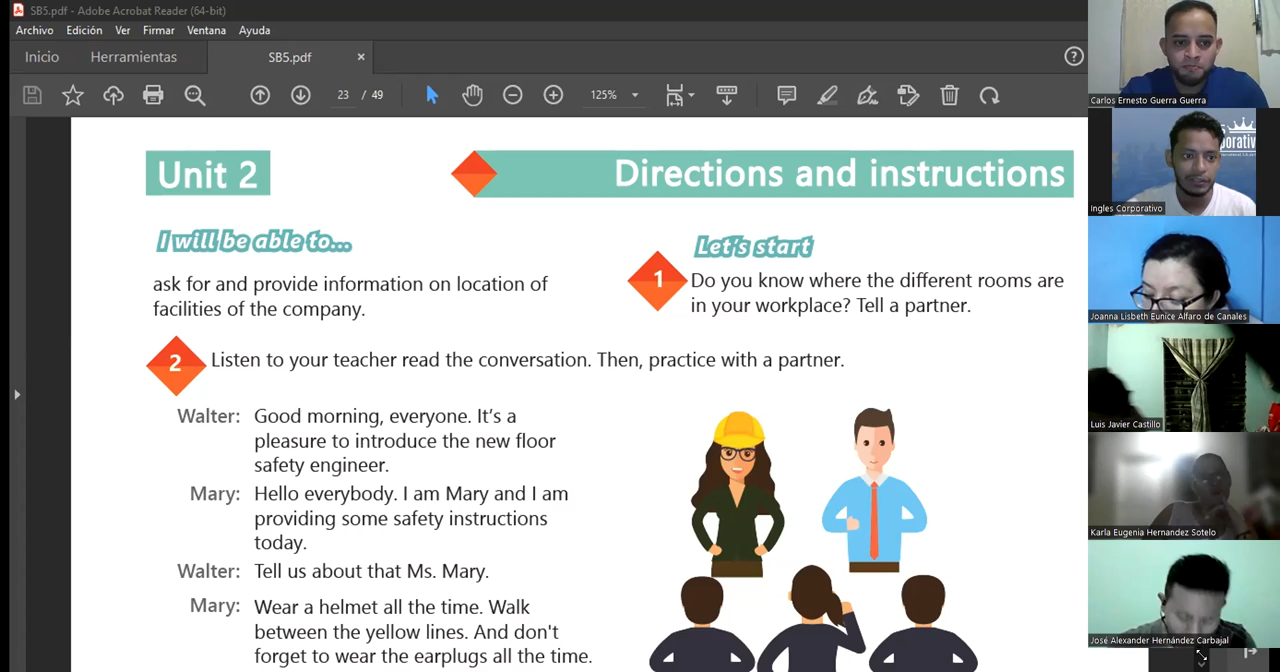 SB5.pdf - Adobe Acrobat Reader (64-bit)
Archivo Edición Ver Firmar Ventana Ayuda
Inicio Herramientas SB5.pdf ×
23 / 49 125%
Unit 2
Directions and instructions
I will be able to...
ask for and provide information on location of
facilities of the company.
Let's start
1 Do you know where the different rooms are
in your workplace? Tell a partner.
2 Listen to your teacher read the conversation. Then, practice with a partner.
Walter: Good morning, everyone. It's a
pleasure to introduce the new floor
safety engineer.
Mary: Hello everybody. I am Mary and I am
providing some safety instructions
today.
Walter: Tell us about that Ms. Mary.
Mary: Wear a helmet all the time. Walk
between the yellow lines. And don't
forget to wear the earplugs all the time.
Carlos Ernesto Guerra Guerra
Ingles Corporativo
Joanna Lisbeth Eunice Alfaro de Canales
Luis Javier Castillo
Karla Eugenia Hernandez Sotelo
José Alexander Hernández Carbajal